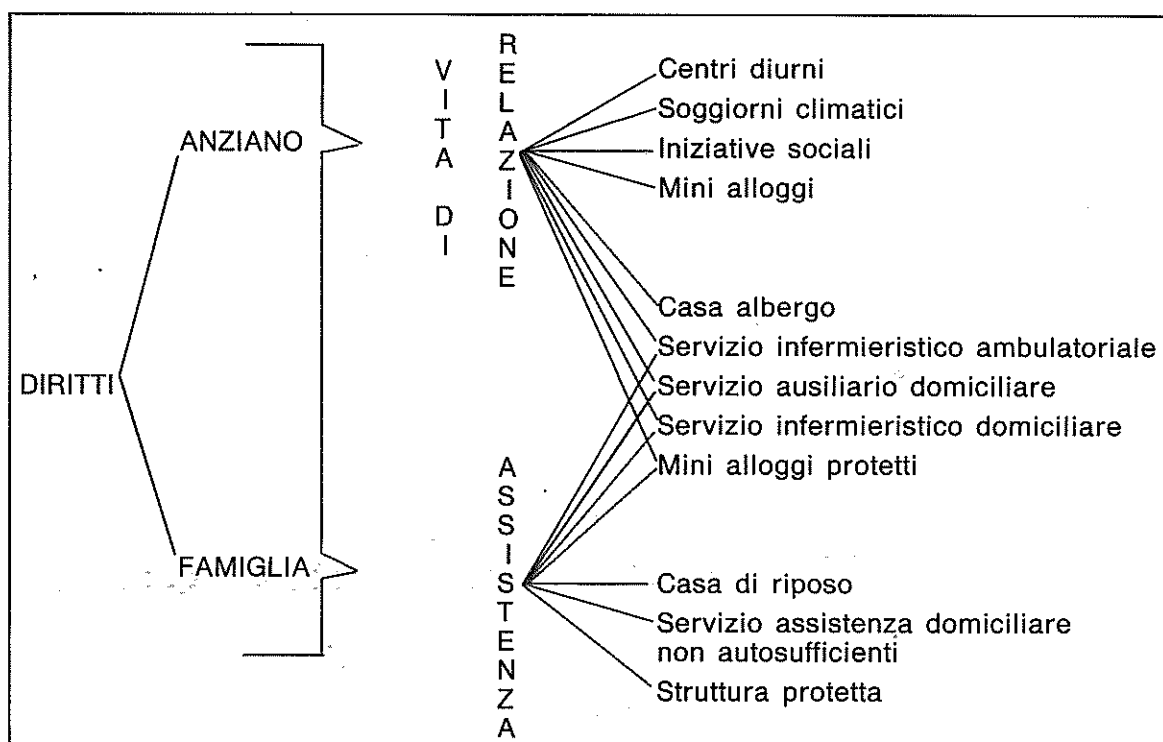 DIRITTI
ANZIANO
FAMIGLIA
VITA DI
RELAZIONE
ASSISTENZA
Centri diurni
Soggiorni climatici
Iniziative sociali
Mini alloggi
Casa albergo
Servizio infermieristico ambulatoriale
Servizio ausiliario domiciliare
Servizio infermieristico domiciliare
Mini alloggi protetti
Casa di riposo
Servizio assistenza domiciliare
non autosufficienti
Struttura protetta